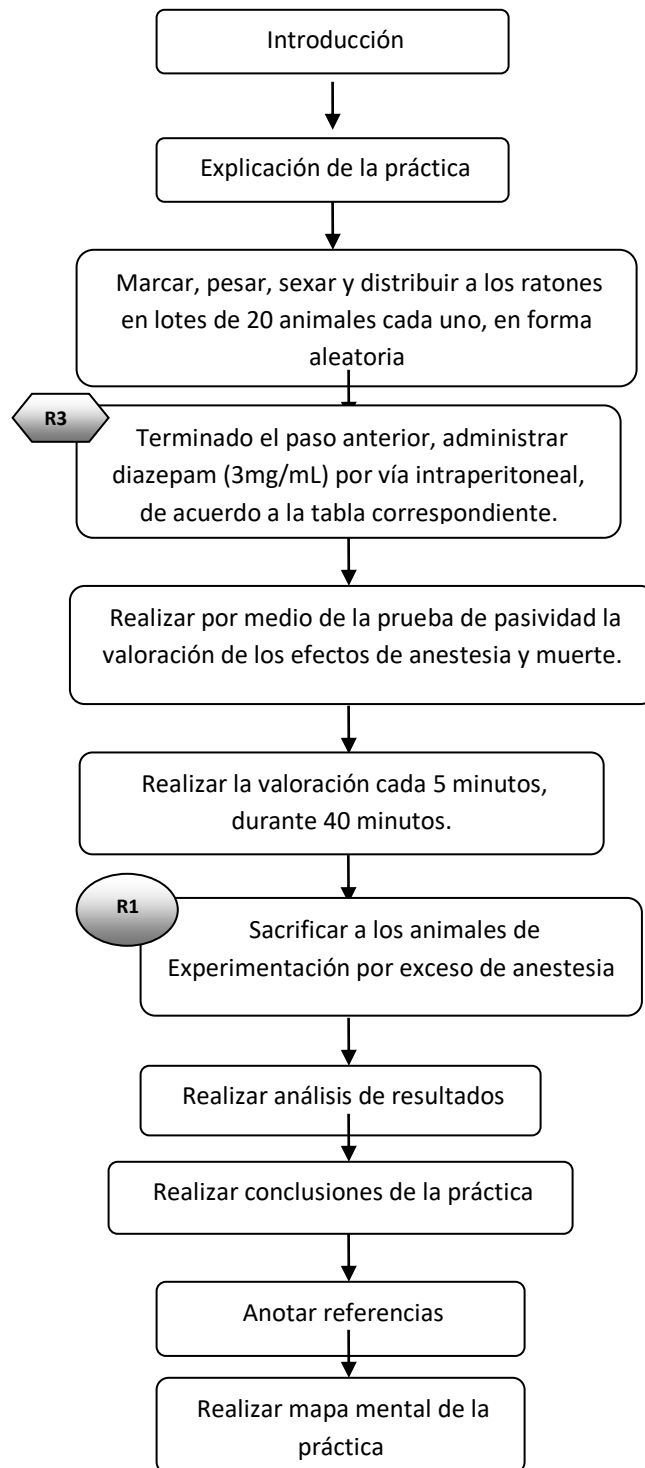 Introducción
Explicación de la práctica
Marcar, pesar, sexar y distribuir a los ratones
en lotes de 20 animales cada uno, en forma
aleatoria
R3
Terminado el paso anterior, administrar
diazepam (3mg/mL) por vía intraperitoneal,
de acuerdo a la tabla correspondiente.
Realizar por medio de la prueba de pasividad la
valoración de los efectos de anestesia y muerte.
Realizar la valoración cada 5 minutos,
durante 40 minutos.
R1
Sacrificar a los animales de
Experimentación por exceso de anestesia
Realizar análisis de resultados
Realizar conclusiones de la práctica
Anotar referencias
Realizar mapa mental de la
práctica